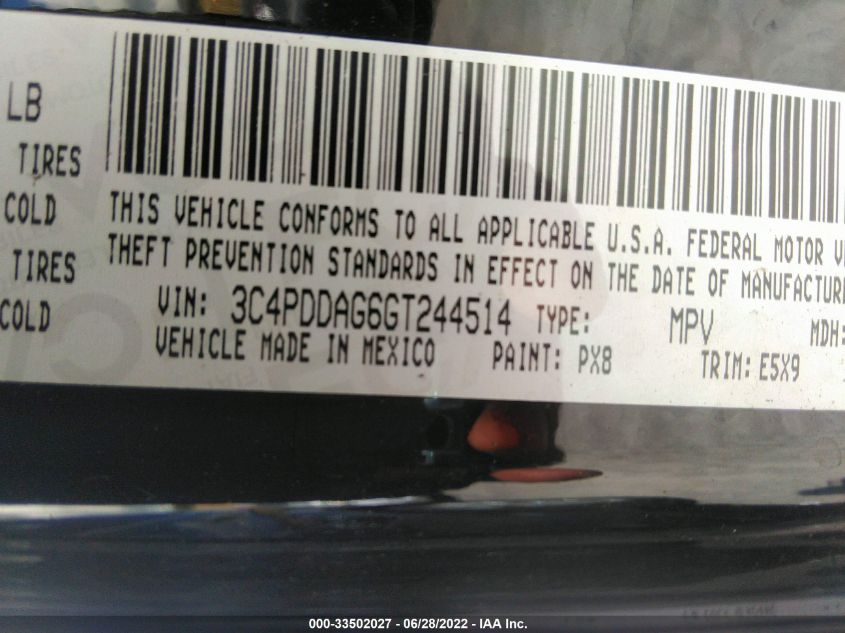 LB
TIRES
COLD
THIS VEHICLE CONFORMS TO ALL APPLICABLE U.S.A. FEDERAL MOTOR
THEFT PREVENTION STANDARDS IN EFFECT ON THE DATE OF MANUFACTURE
TIRES
COLD
VIN: 3C4PDDAG6GT244514 TYPE: MPV MDH:
VEHICLE MADE IN MEXICO PAINT: PX8 TRIM: E5X9
000-33502027 - 06/28/2022 - IAA Inc.